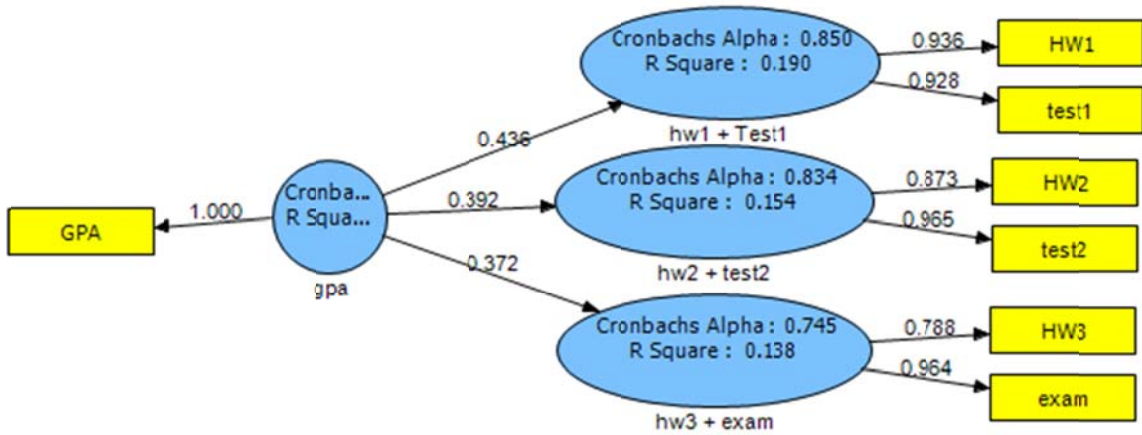 GPA
1.000
Cronba...
R Squa...
gpa
0.436
0.392
0.372
Cronbachs Alpha : 0.850
R Square : 0.190
hw1 + Test1
0.936
HW1
0.928
test1
Cronbachs Alpha : 0.834
R Square : 0.154
hw2 + test2
0.873
HW2
0.965
test2
Cronbachs Alpha : 0.745
R Square : 0.138
hw3 + exam
0.788
HW3
0.964
exam